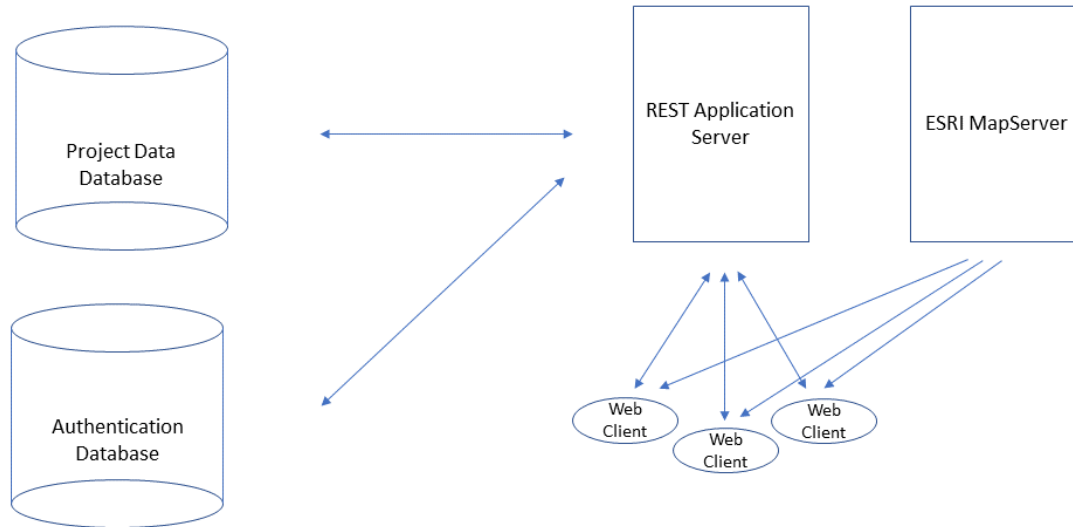 Project Data
Database
REST Application
Server
ESRI MapServer
Authentication
Database
Web
Client
Web
Client
Web
Client